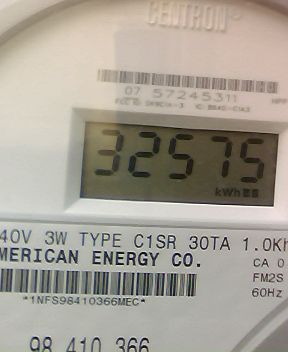 CENTRON®
07 57245311
32575
kWh
40V 3W TYPE C1SR 30TA 1.0Kh
MERICAN ENERGY CO.
CA 0
FM2S
60Hz
*1NFS98410366MEC*
98 410 366